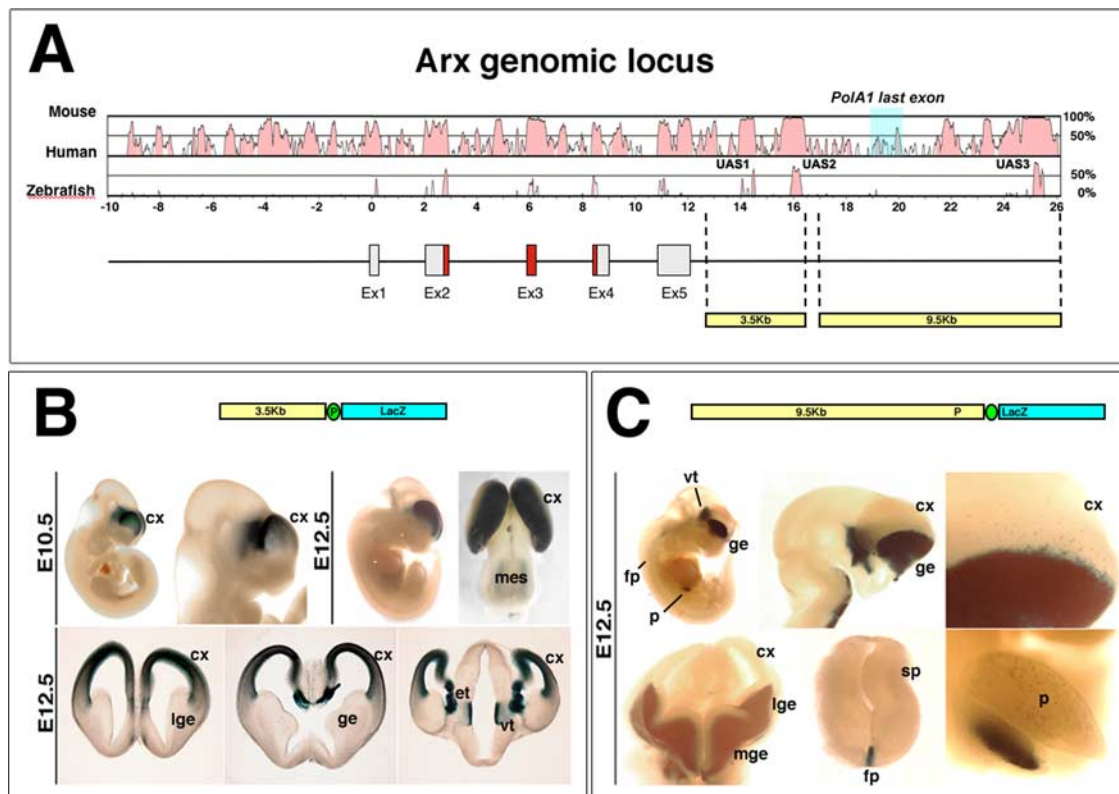 A
Arx genomic locus
PolA1 last exon
Mouse
100%
50%
Human
UAS1 UAS2 UAS3
50%
Zebrafish
0%
-10 -8 -6 -4 -2 0 2 4 6 8 10 12 14 16 18 20 22 24 26
Ex1 Ex2 Ex3 Ex4 Ex5
3.5Kb 9.5Kb
B
3.5Kb P LacZ
E10.5
cx
cx
E12.5
cx
mes
E12.5
cx
lge
cx
ge
cx
et
vt
C
9.5Kb P LacZ
E12.5
vt
ge
fp
p
cx
ge
cx
cx
lge
mge
sp
fp
p